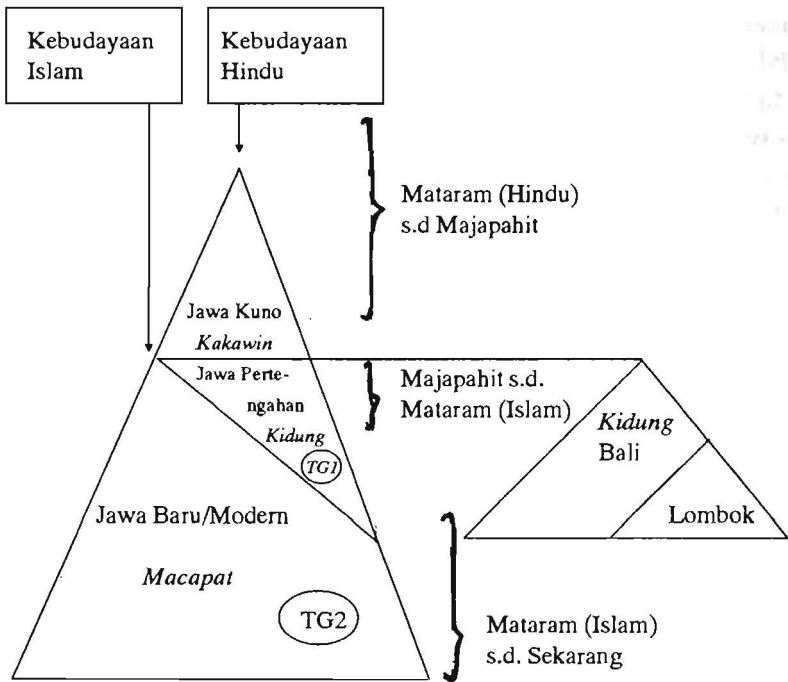 Kebudayaan
Islam
Kebudayaan
Hindu
Mataram (Hindu)
s.d Majapahit
Jawa Kuno
Kakawin
Jawa Perte-
ngahan
Kidung
TG1
Majapahit s.d.
Mataram (Islam)
Kidung
Bali
Lombok
Jawa Baru/Modern
Macapat
TG2
Mataram (Islam)
s.d. Sekarang